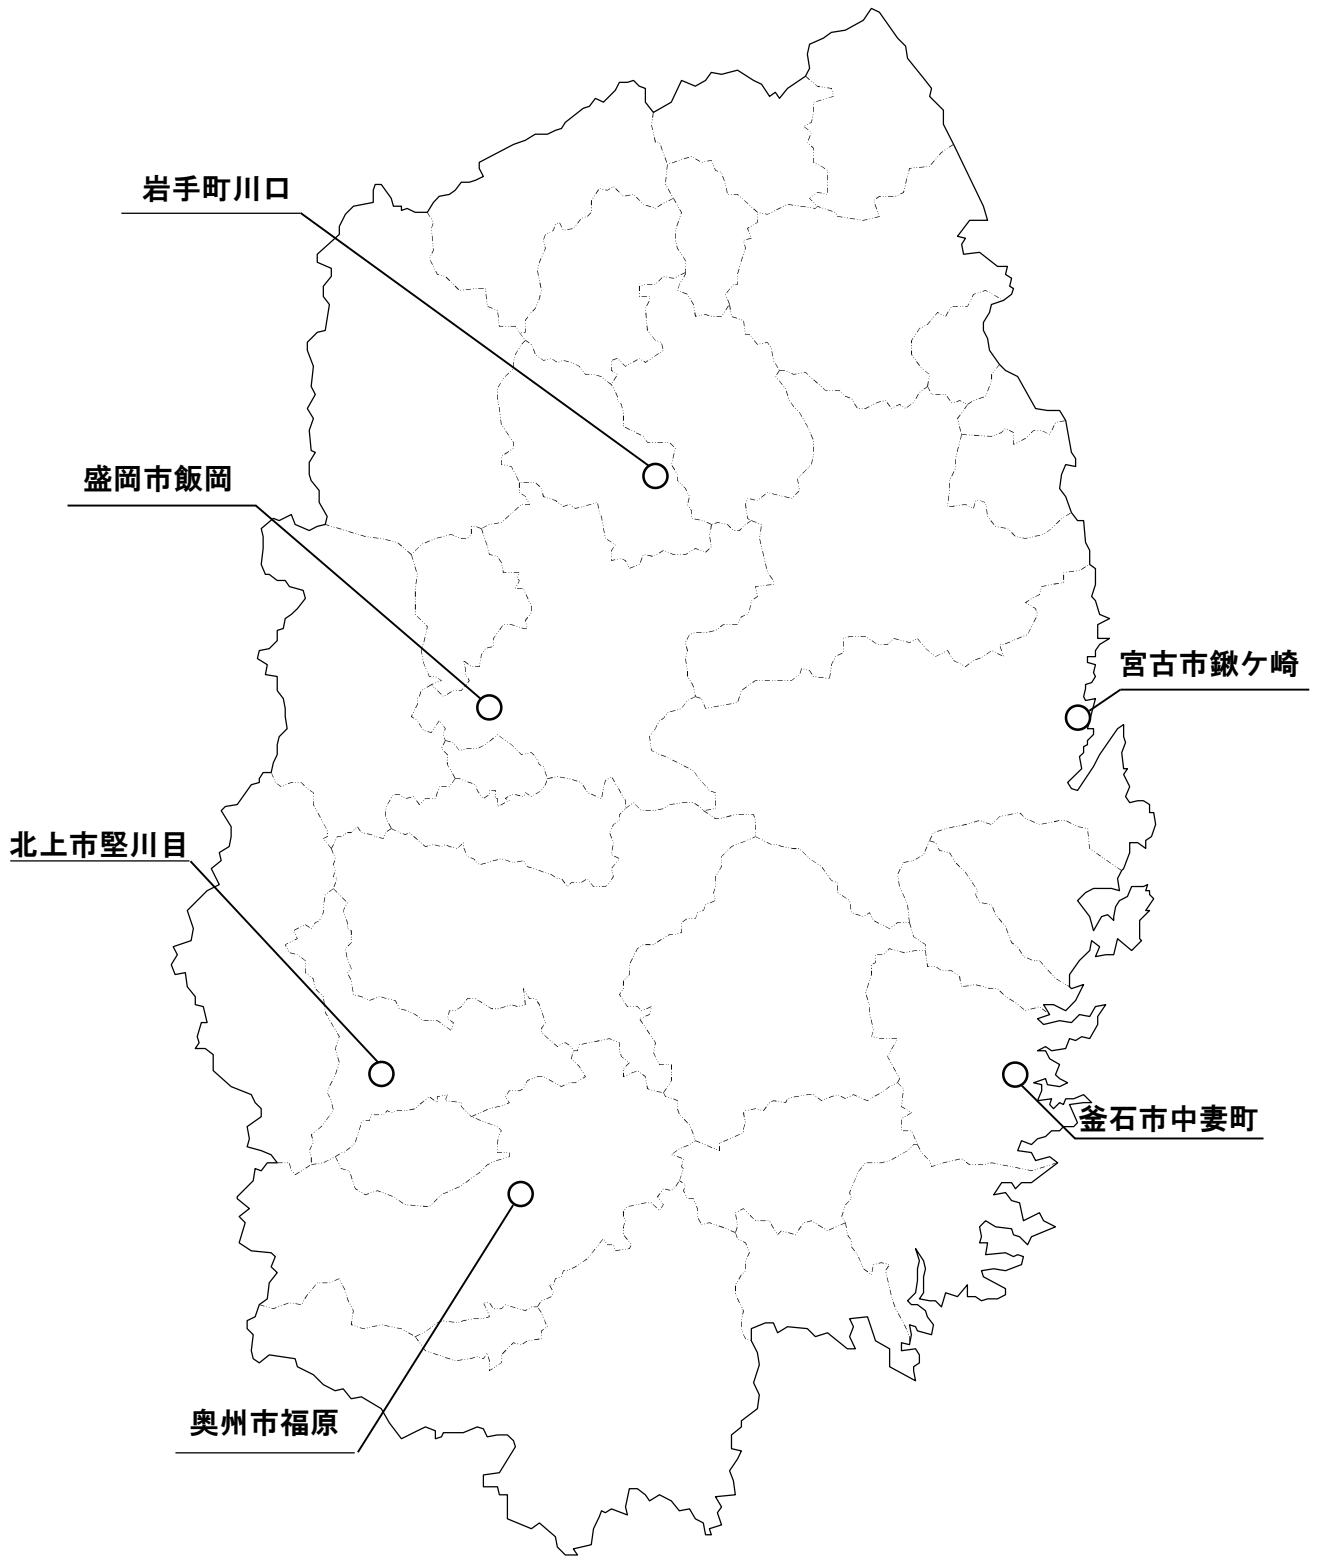 岩手町川口
盛岡市飯岡
宮古市鍬ケ崎
北上市堅川目
釜石市中妻町
奥州市福原